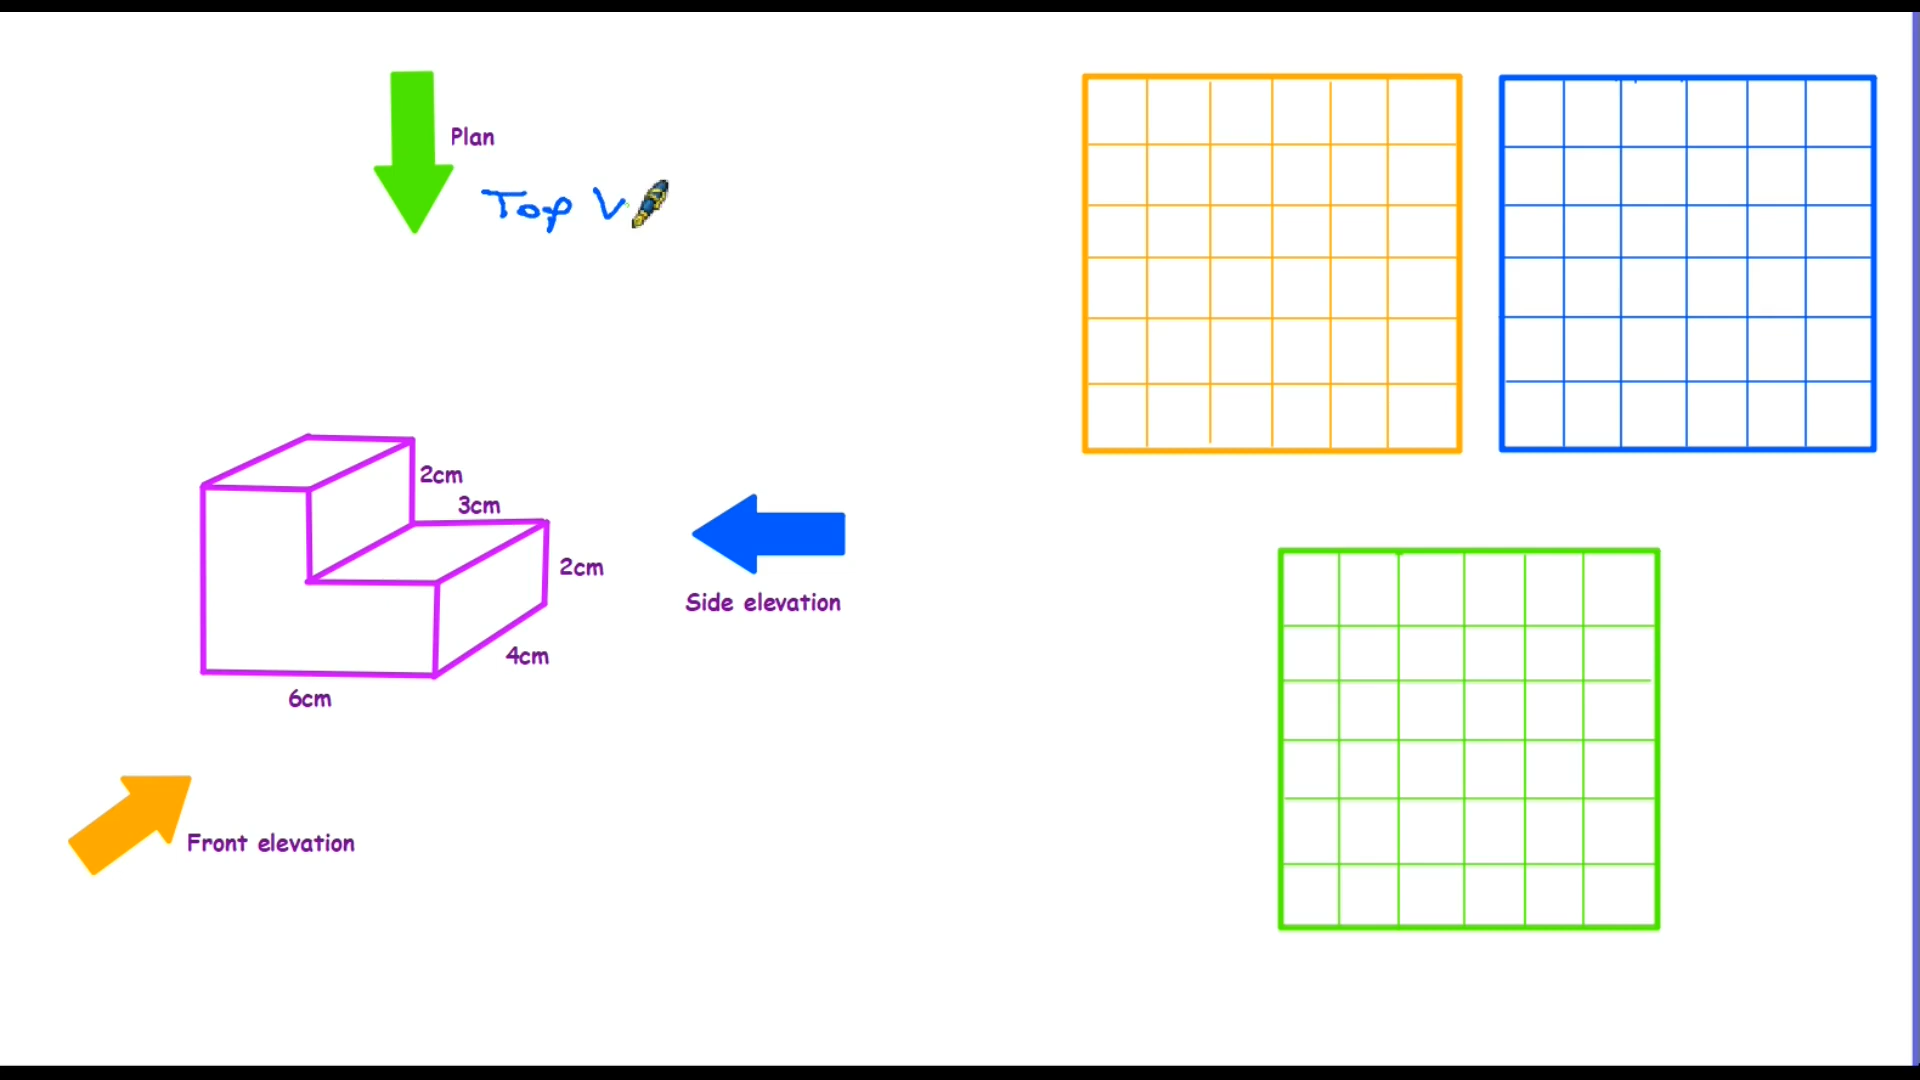 Plan
Top V
2cm
3cm
2cm
Side elevation
4cm
6cm
Front elevation